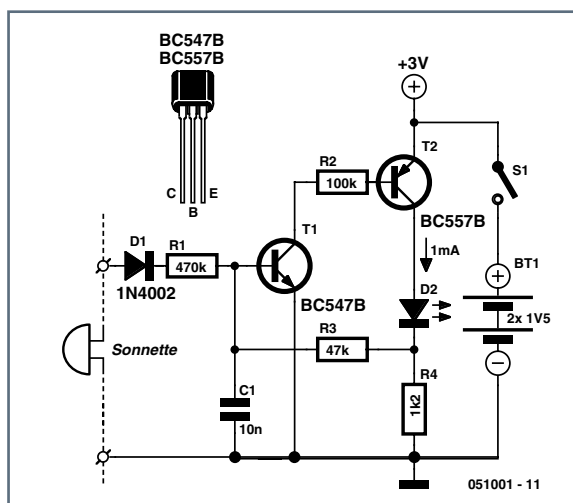 BC547B
BC557B
C
B
E
+3V
T2
S1
R2
100k
T1
BC557B
D1
R1
470k
1N4002
BC547B
1mA
D2
BT1
2x 1V5
Sonnette
R3
47k
R4
1k2
C1
10n
051001 - 11